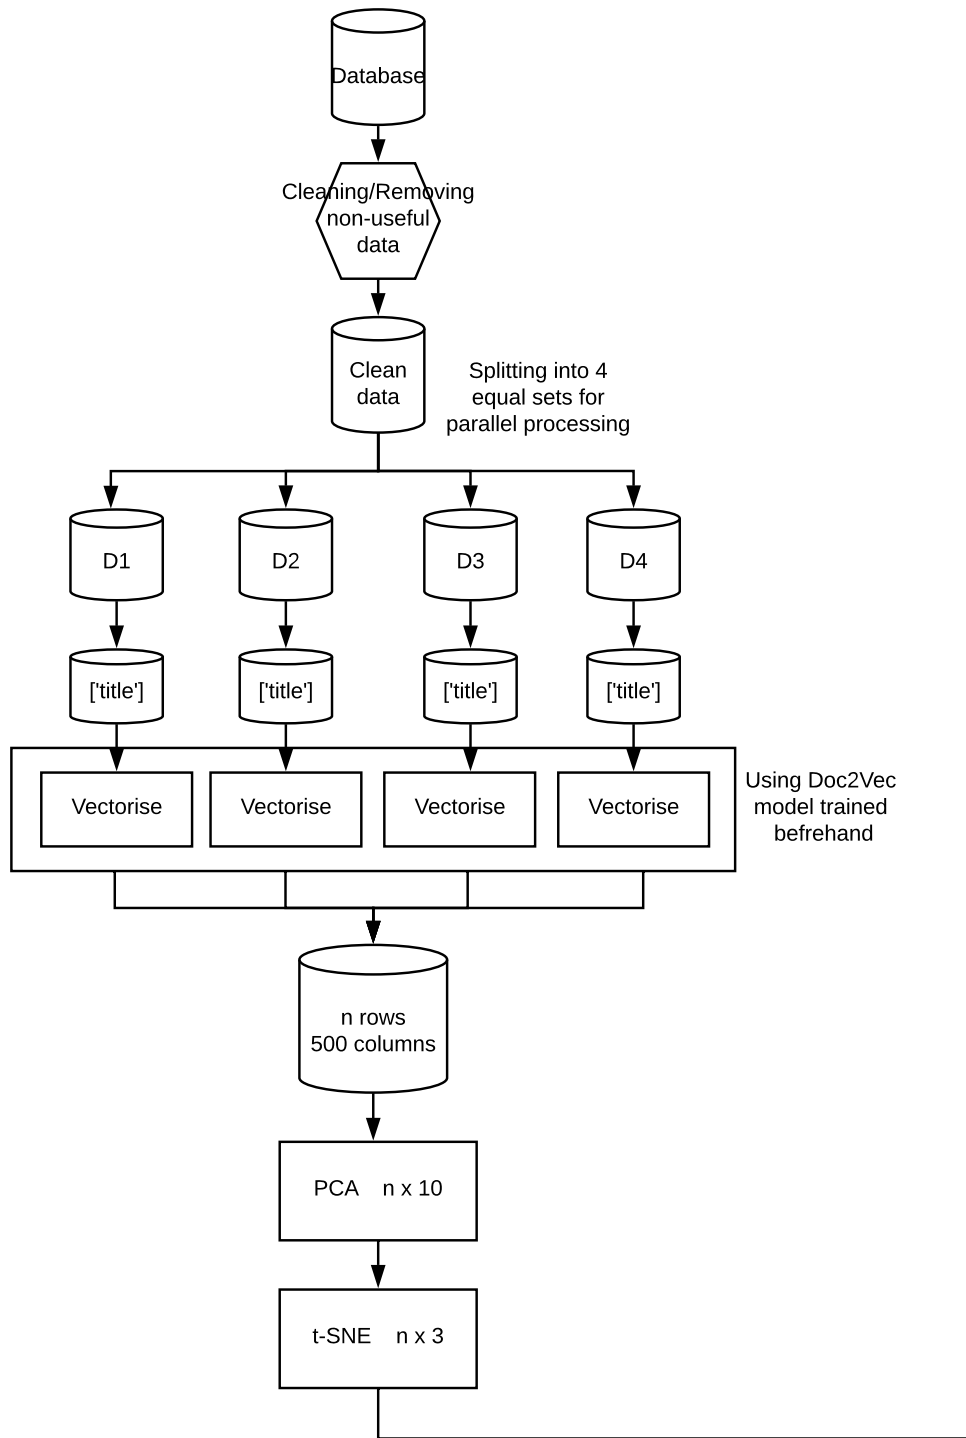 Database
Cleaning/Removing
non-useful
data
Clean
data
Splitting into 4
equal sets for
parallel processing
D1
D2
D3
D4
['title']
['title']
['title']
['title']
Vectorise
Vectorise
Vectorise
Vectorise
Using Doc2Vec
model trained
befrehand
n rows
500 columns
PCA n x 10
t-SNE n x 3